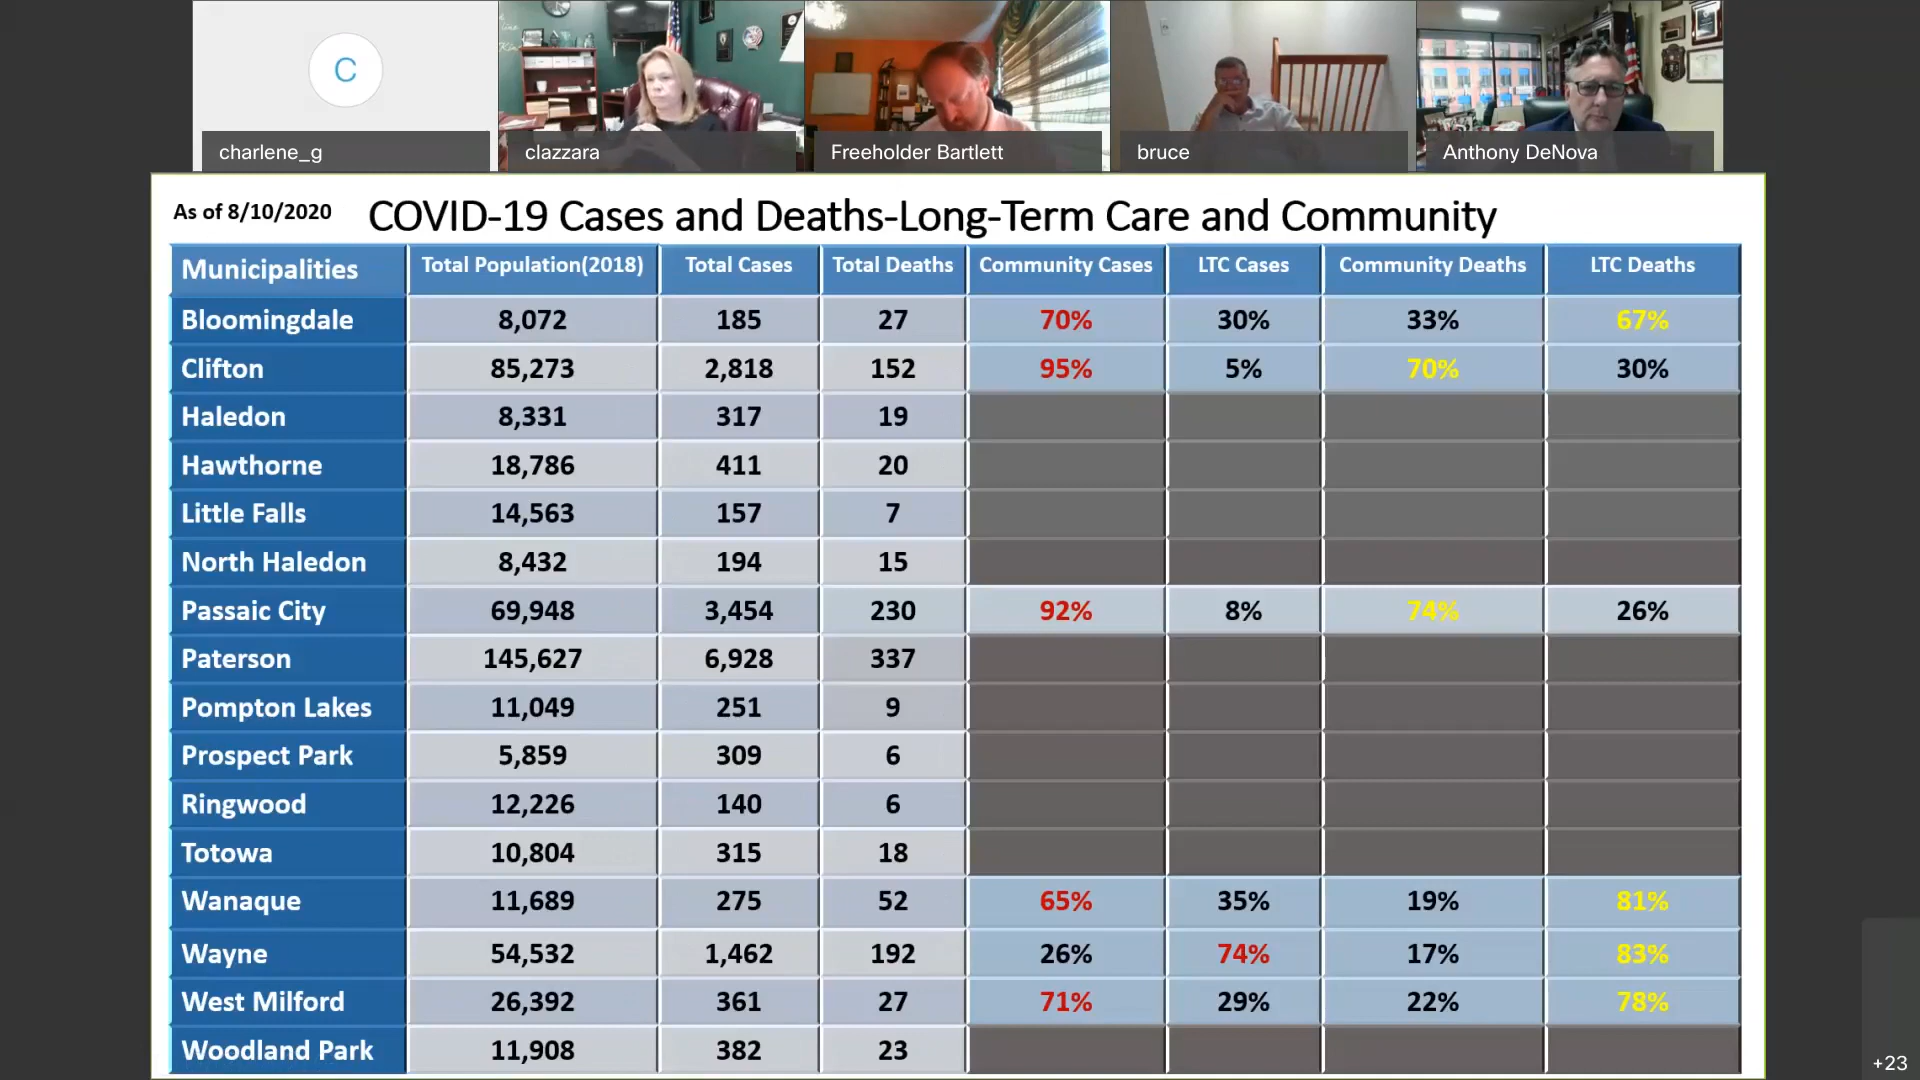 C
charlene_g
clazzara
Freeholder Bartlett
bruce
Anthony DeNova
As of 8/10/2020
COVID-19 Cases and Deaths-Long-Term Care and Community
Municipalities Total Population(2018) Total Cases Total Deaths Community Cases LTC Cases Community Deaths LTC Deaths
Bloomingdale 8,072 185 27 70% 30% 33% 67%
Clifton 85,273 2,818 152 95% 5% 70% 30%
Haledon 8,331 317 19
Hawthorne 18,786 411 20
Little Falls 14,563 157 7
North Haledon 8,432 194 15
Passaic City 69,948 3,454 230 92% 8% 74% 26%
Paterson 145,627 6,928 337
Pompton Lakes 11,049 251 9
Prospect Park 5,859 309 6
Ringwood 12,226 140 6
Totowa 10,804 315 18
Wanaque 11,689 275 52 65% 35% 19% 81%
Wayne 54,532 1,462 192 26% 74% 17% 83%
West Milford 26,392 361 27 71% 29% 22% 78%
Woodland Park 11,908 382 23
+23